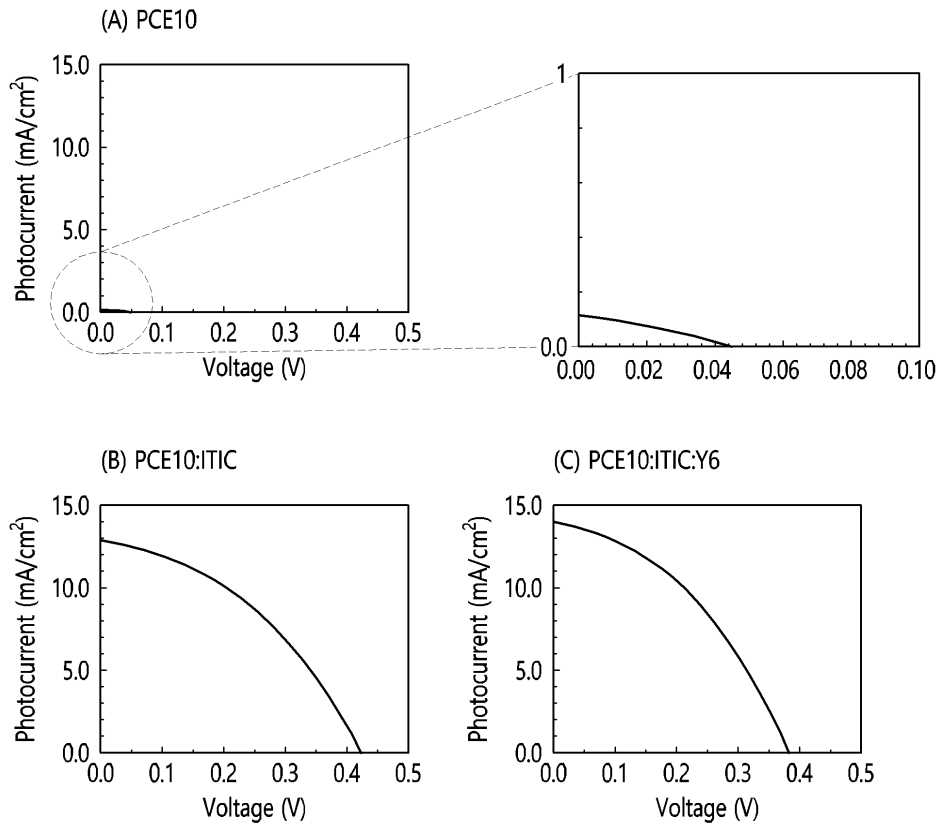 (A) PCE10
Photocurrent (mA/cm²)
15.0
10.0
5.0
0.0
0.0 0.1 0.2 0.3 0.4 0.5
Voltage (V)
1
0.0
0.00 0.02 0.04 0.06 0.08 0.10
(B) PCE10:ITIC
Photocurrent (mA/cm²)
15.0
10.0
5.0
0.0
0.0 0.1 0.2 0.3 0.4 0.5
Voltage (V)
(C) PCE10:ITIC:Y6
Photocurrent (mA/cm²)
15.0
10.0
5.0
0.0
0.0 0.1 0.2 0.3 0.4 0.5
Voltage (V)